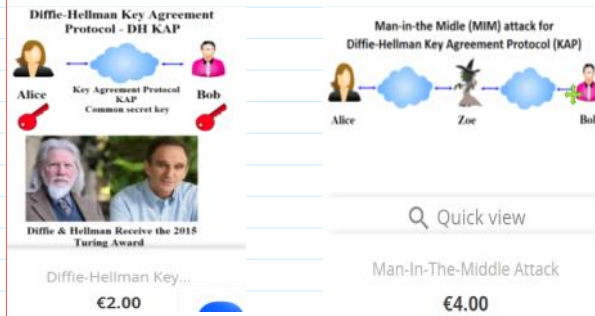 Diffie-Hellman Key Agreement
Protocol - DH KAP
Alice
Key Agreement Protocol
KAP
Common secret key
Bob
Diffie & Hellman Receive the 2015
Turing Award
Diffie-Hellman Key...
€2.00
Man-in-the Midle (MIM) attack for
Diffie-Hellman Key Agreement Protocol (KAP)
Alice
Zoe
Bob
Quick view
Man-In-The-Middle Attack
€4.00